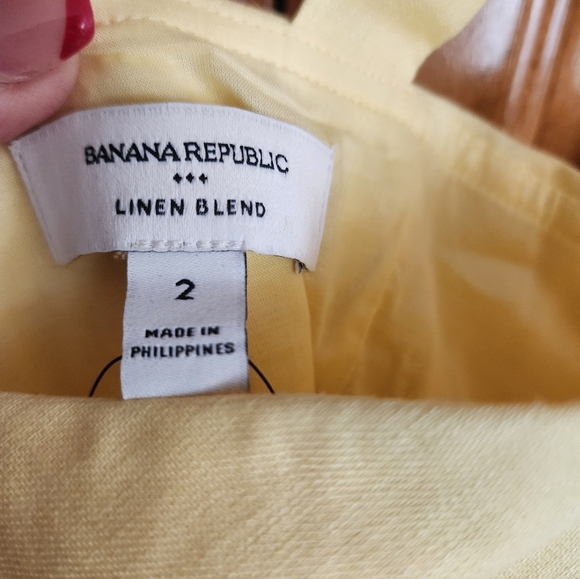 BANANA REPUBLIC
LINEN BLEND
2
MADE IN
PHILIPPINES